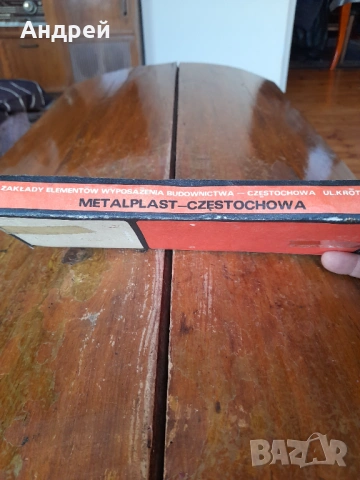 Андрей
ZAKŁADY ELEMENTÓW WYPOSAŻENIA BUDOWNICTWA — CZĘSTOCHOWA UL.KRÓT
METALPLAST—CZĘSTOCHOWA
BAZAR